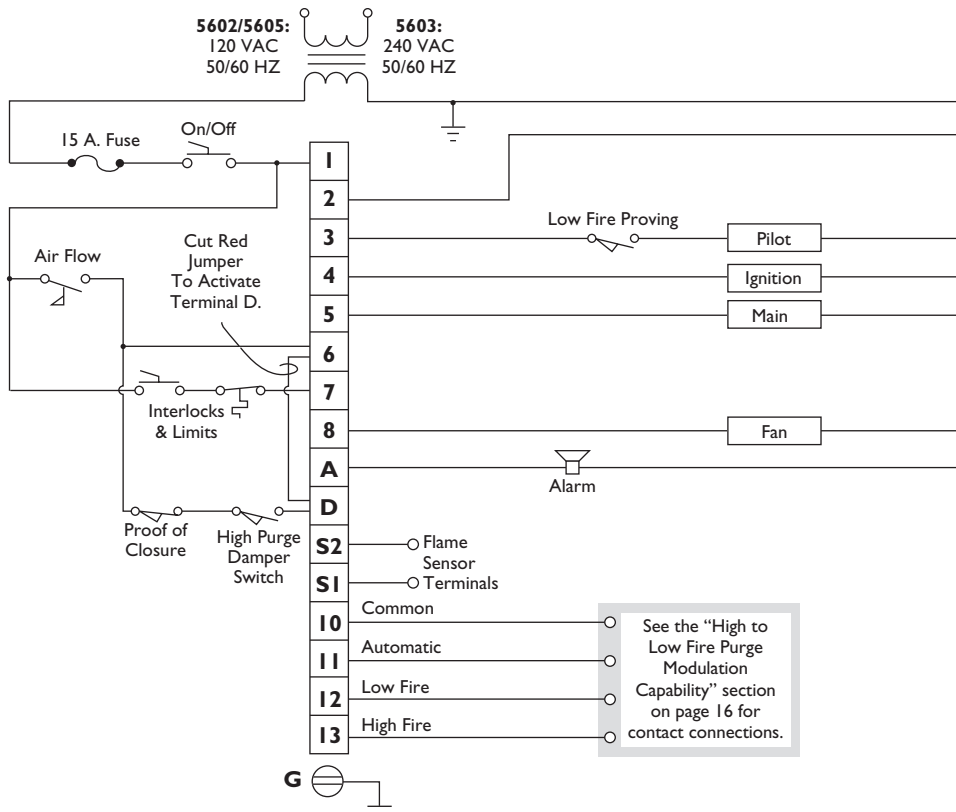 5602/5605:
120 VAC
50/60 HZ
5603:
240 VAC
50/60 HZ
15 A. Fuse
On/Off
1
2
Low Fire Proving
3
Pilot
Air Flow
Cut Red
Jumper
To Activate
Terminal D.
4
Ignition
5
Main
6
7
Interlocks
& Limits
8
Fan
A
Alarm
D
Proof of
Closure
High Purge
Damper
Switch
S2
Flame
Sensor
Terminals
S1
10
Common
11
Automatic
12
Low Fire
13
High Fire
See the “High to
Low Fire Purge
Modulation
Capability” section
on page 16 for
contact connections.
G